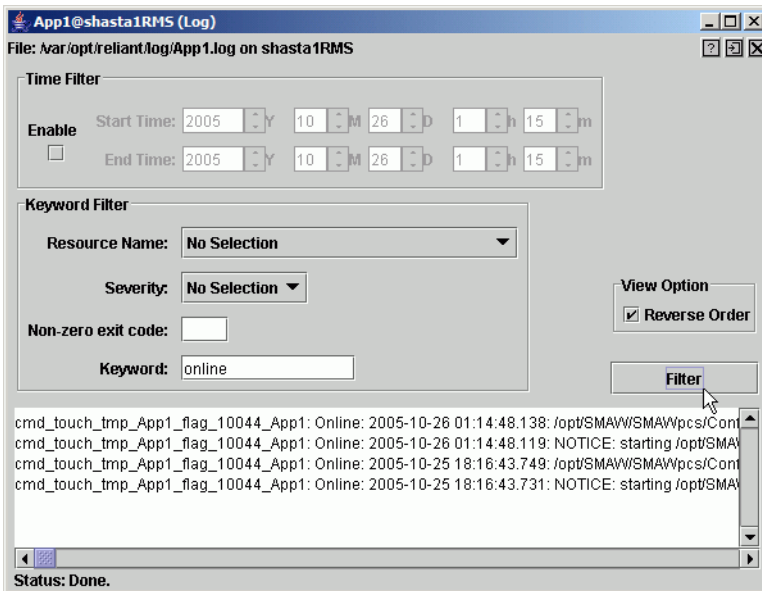 App1@shasta1RMS (Log)
File: /var/opt/reliant/log/App1.log on shasta1RMS
Time Filter
Enable
Start Time: 2005 Y 10 M 26 D 1 h 15 m
End Time: 2005 Y 10 M 26 D 1 h 15 m
Keyword Filter
Resource Name: No Selection
Severity: No Selection
Non-zero exit code:
Keyword: online
View Option
Reverse Order
Filter
cmd_touch_tmp_App1_flag_10044_App1: Online: 2005-10-26 01:14:48.138: /opt/SMAW/SMAWpcs/Conf
cmd_touch_tmp_App1_flag_10044_App1: Online: 2005-10-26 01:14:48.119: NOTICE: starting /opt/SMAW
cmd_touch_tmp_App1_flag_10044_App1: Online: 2005-10-25 18:16:43.749: /opt/SMAW/SMAWpcs/Conf
cmd_touch_tmp_App1_flag_10044_App1: Online: 2005-10-25 18:16:43.731: NOTICE: starting /opt/SMAW
Status: Done.